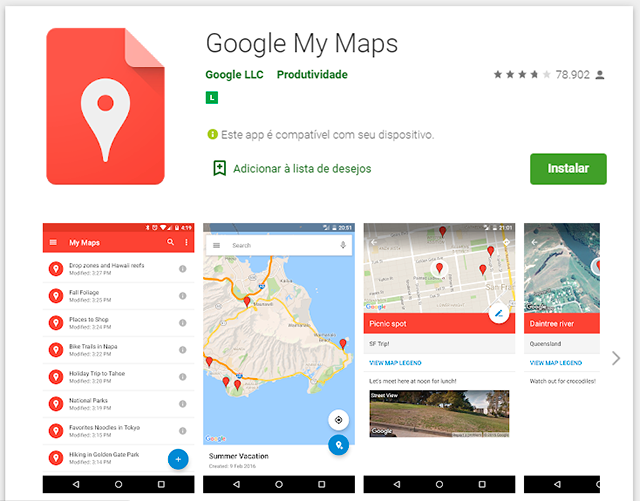 Google My Maps
Google LLC Produtividade
78.902
L
Este app é compatível com seu dispositivo.
Adicionar à lista de desejos
Instalar
4:19
My Maps
Drop zones and Hawaii reefs
Modified: 3:27 PM
Fall Foliage
Modified: 3:25 PM
Places to Shop
Modified: 3:24 PM
Bike Trails in Napa
Modified: 3:22 PM
Holiday Trip to Tahoe
Modified: 3:20 PM
National Parks
Modified: 3:19 PM
Favorites Noodles in Tokyo
Modified: 3:15 PM
Hiking in Golden Gate Park
Modified: 3:14 PM
20:51
Search
Google
Summer Vacation
Created: 9 Feb 2016
21:01
San Fran
Google
Picnic spot
SF Trip!
VIEW MAP LEGEND
Let's meet here at noon for lunch!
Street View
Google
Google
Daintree river
Queensland
VIEW MAP LEGEND
Watch out for crocodiles!